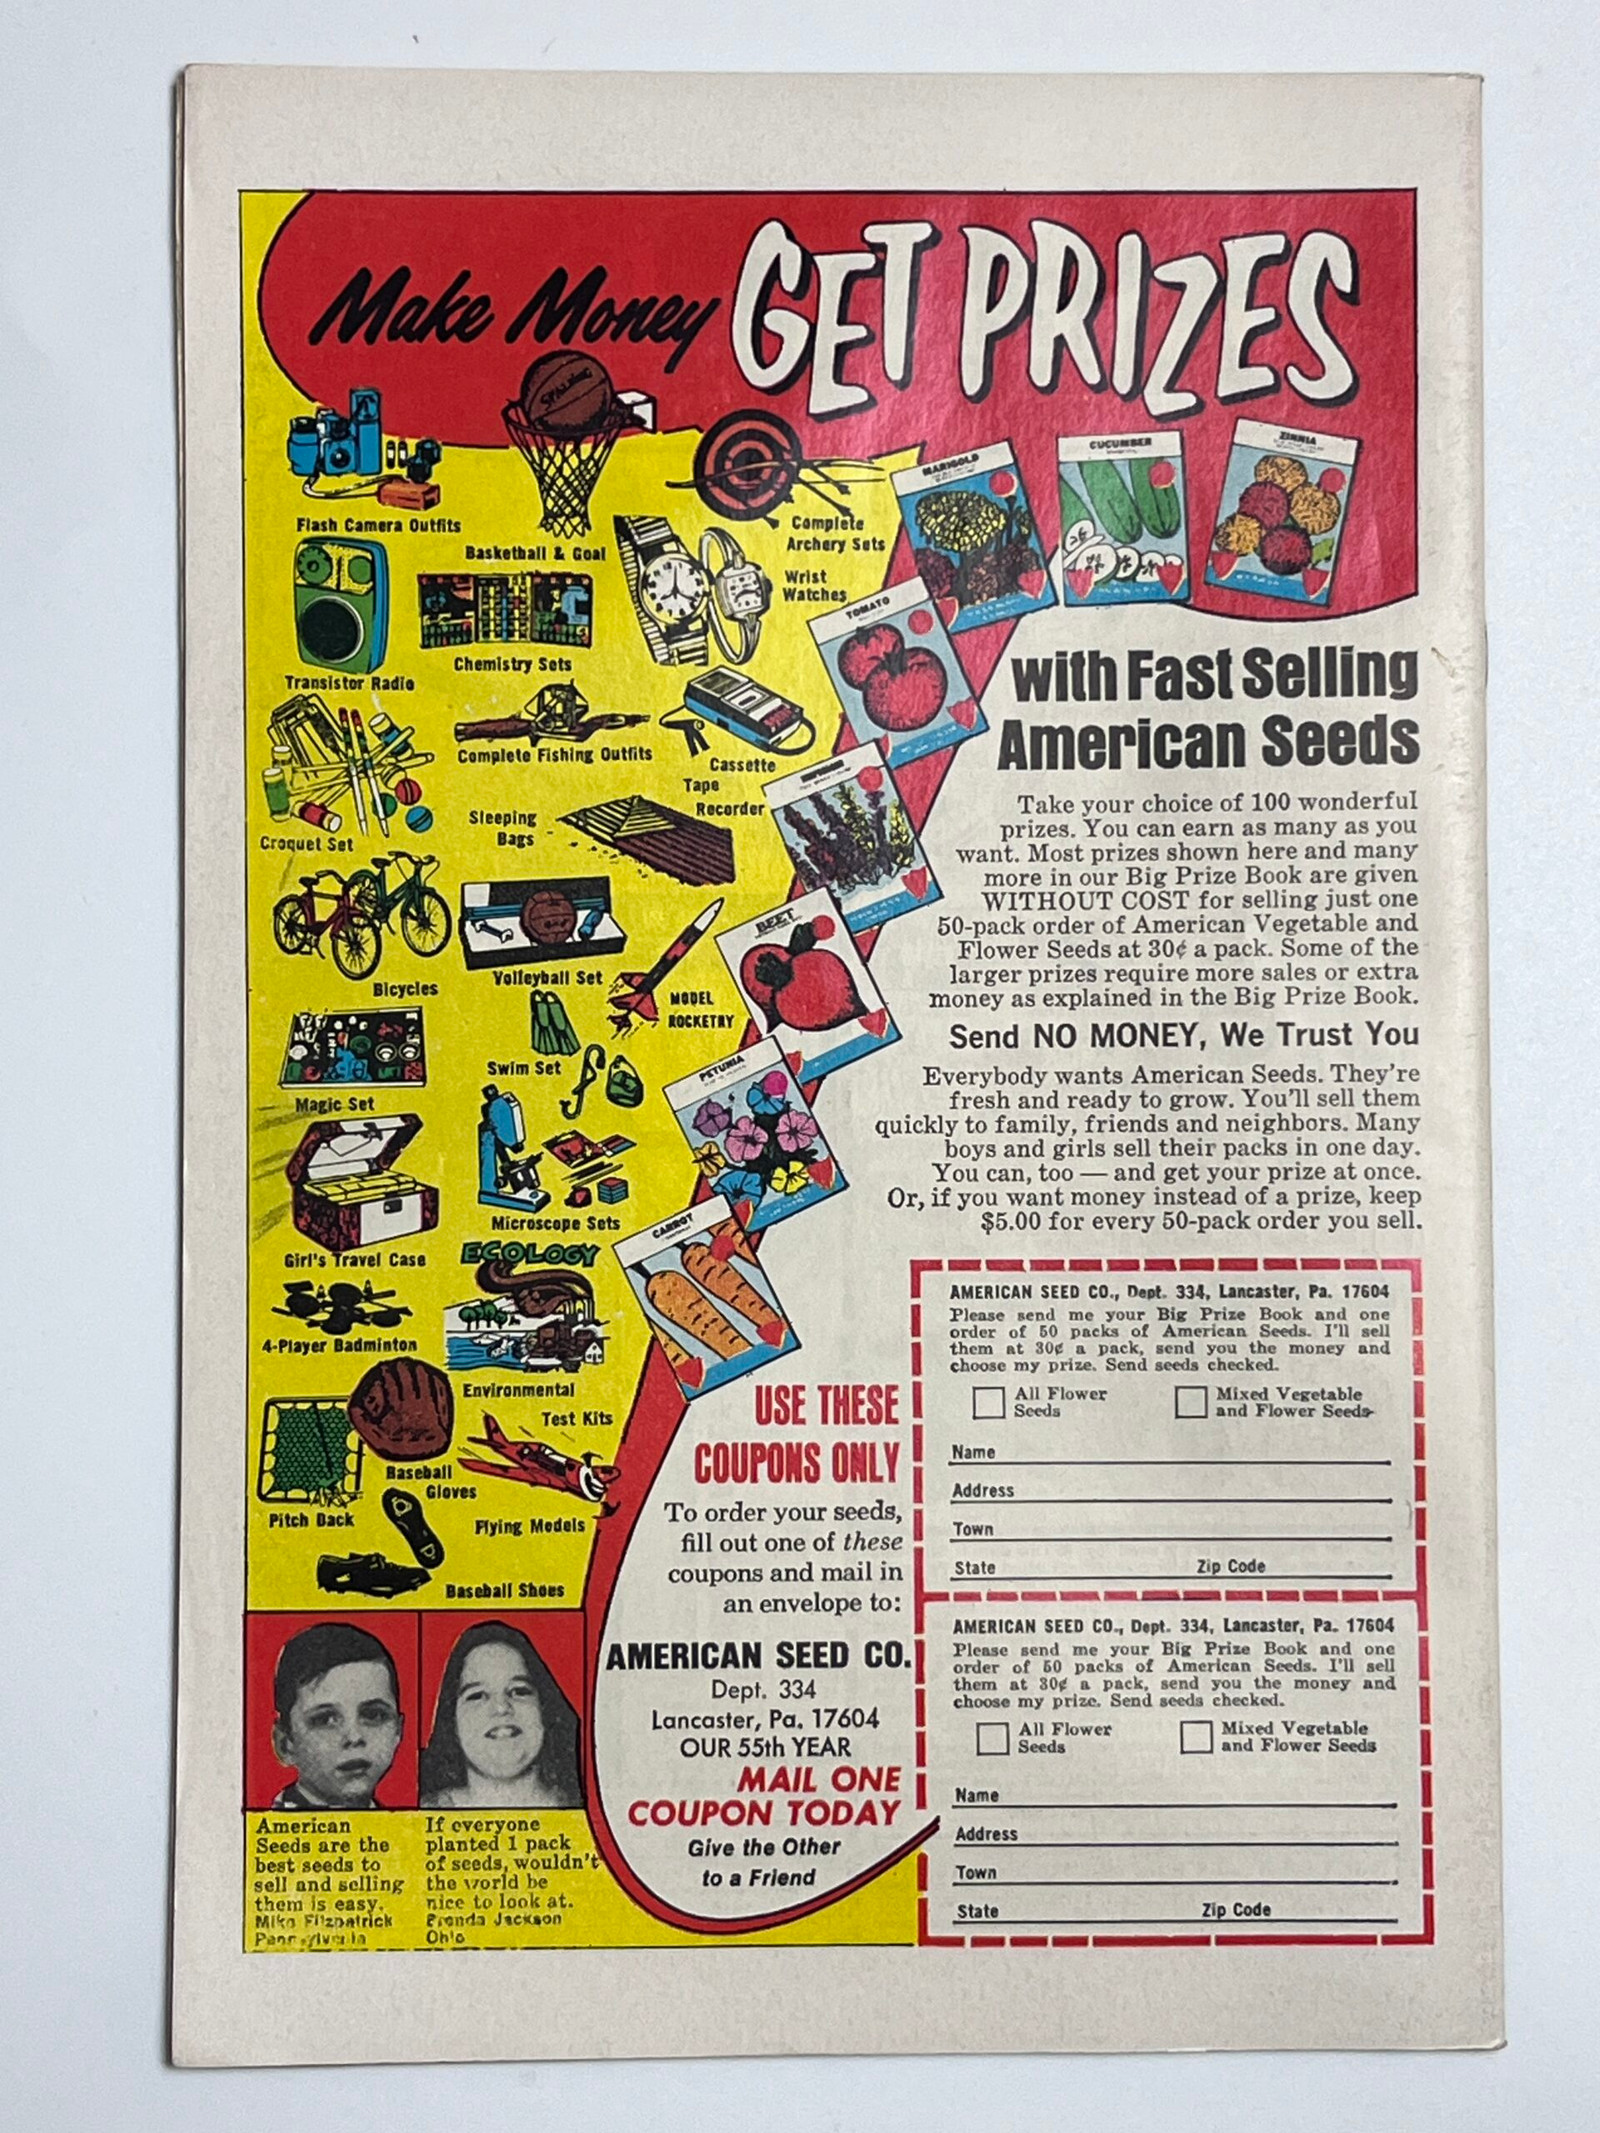 Make Money GET PRIZES
SPALDING
Flash Camera Outfits
Basketball & Goal
Complete
Archery Sets
Wrist
Watches
Transistor Radio
Chemistry Sets
Complete Fishing Outfits
Cassette
Tape
Recorder
Croquet Set
Sleeping
Bags
Bicycles
Volleyball Set
MODEL
ROCKETRY
Magic Set
Swim Set
Girl's Travel Case
Microscope Sets
ECOLOGY
4-Player Badminton
Environmental
Test Kits
Baseball
Gloves
Pitch Back
Flying Models
Baseball Shoes
MARIGOLD
CUCUMBER
ZINNIA
TOMATO
BEET
PETUNIA
CARROT
with Fast Selling
American Seeds
Take your choice of 100 wonderful
prizes. You can earn as many as you
want. Most prizes shown here and many
more in our Big Prize Book are given
WITHOUT COST for selling just one
50-pack order of American Vegetable and
Flower Seeds at 30¢ a pack. Some of the
larger prizes require more sales or extra
money as explained in the Big Prize Book.
Send NO MONEY, We Trust You
Everybody wants American Seeds. They're
fresh and ready to grow. You'll sell them
quickly to family, friends and neighbors. Many
boys and girls sell their packs in one day.
You can, too — and get your prize at once.
Or, if you want money instead of a prize, keep
$5.00 for every 50-pack order you sell.
USE THESE
COUPONS ONLY
To order your seeds,
fill out one of these
coupons and mail in
an envelope to:
AMERICAN SEED CO.
Dept. 334
Lancaster, Pa. 17604
OUR 55th YEAR
MAIL ONE
COUPON TODAY
Give the Other
to a Friend
AMERICAN SEED CO., Dept. 334, Lancaster, Pa. 17604
Please send me your Big Prize Book and one
order of 50 packs of American Seeds. I'll sell
them at 30¢ a pack, send you the money and
choose my prize. Send seeds checked.
All Flower
Seeds
Mixed Vegetable
and Flower Seeds
Name
Address
Town
State Zip Code
AMERICAN SEED CO., Dept. 334, Lancaster, Pa. 17604
Please send me your Big Prize Book and one
order of 50 packs of American Seeds. I'll sell
them at 30¢ a pack, send you the money and
choose my prize. Send seeds checked.
All Flower
Seeds
Mixed Vegetable
and Flower Seeds
Name
Address
Town
State Zip Code
American
Seeds are the
best seeds to
sell and selling
them is easy.
Mike Fitzpatrick
Pennsylvania
If everyone
planted 1 pack
of seeds, wouldn't
the world be
nice to look at.
Brenda Jackson
Ohio